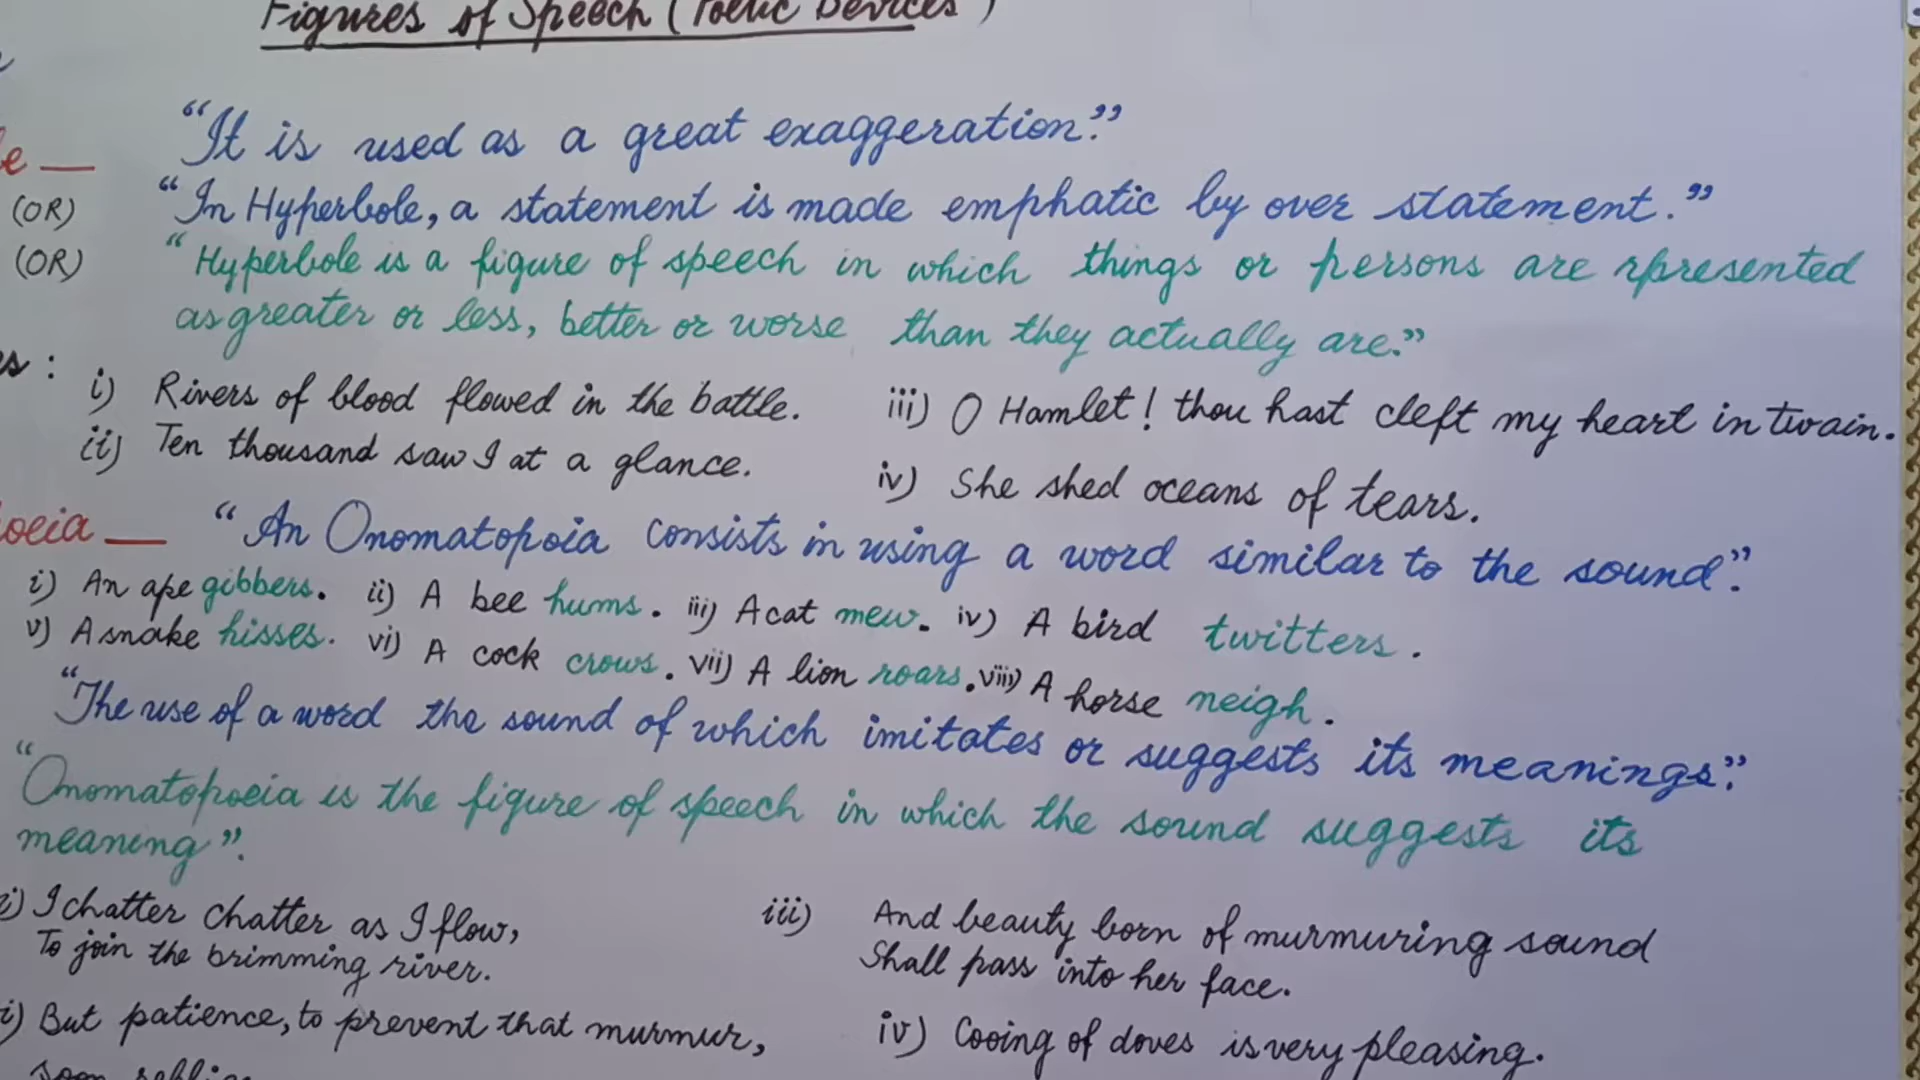 Figures of Speech (Poetic Devices)
"It is used as a great exaggeration."
(OR) "In Hyperbole, a statement is made emphatic by over statement."
(OR) "Hyperbole is a figure of speech in which things or persons are rpresented
as greater or less, better or worse than they actually are."
i) Rivers of blood flowed in the battle. iii) O Hamlet! thou hast cleft my heart in twain.
ii) Ten thousand saw I at a glance. iv) She shed oceans of tears.
oeia — "An Onomatopoia consists in using a word similar to the sound".
i) An ape gibbers. ii) A bee hums. iii) A cat mew. iv) A bird twitters.
v) A snake hisses. vi) A cock crows. vii) A lion roars. viii) A horse neigh.
"The use of a word the sound of which imitates or suggests its meanings".
"Onomatopoeia is the figure of speech in which the sound suggests its
meaning".
i) I chatter chatter as I flow, iii) And beauty born of murmuring sound
To join the brimming river. Shall pass into her face.
i) But patience, to prevent that murmur, iv) Cooing of doves is very pleasing.
soon